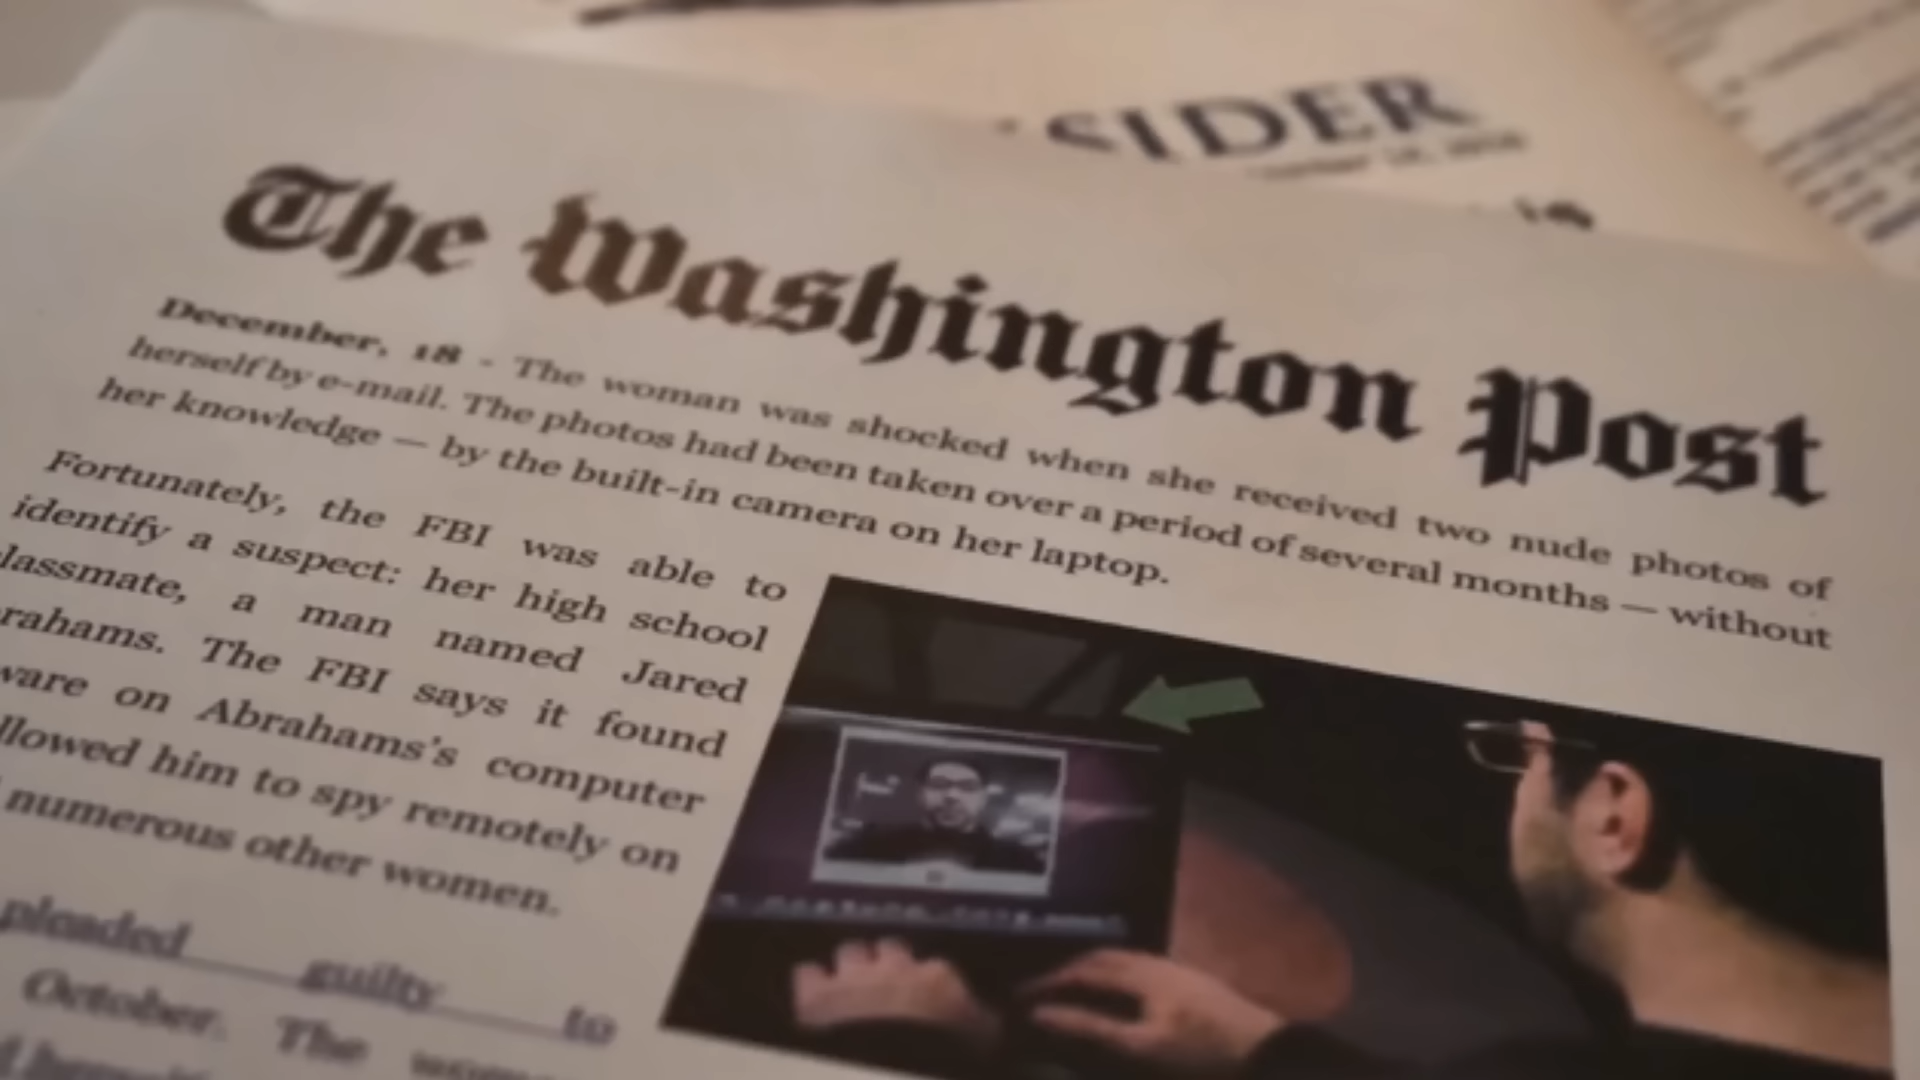 SIDER
The Washington Post
December, 18 - The woman was shocked when she received two nude photos of
herself by e-mail. The photos had been taken over a period of several months — without
her knowledge — by the built-in camera on her laptop.
Fortunately, the FBI was able to
identify a suspect: her high school
lassmate, a man named Jared
rahams. The FBI says it found
ware on Abrahams's computer
llowed him to spy remotely on
numerous other women.
pleaded guilty to
October. The